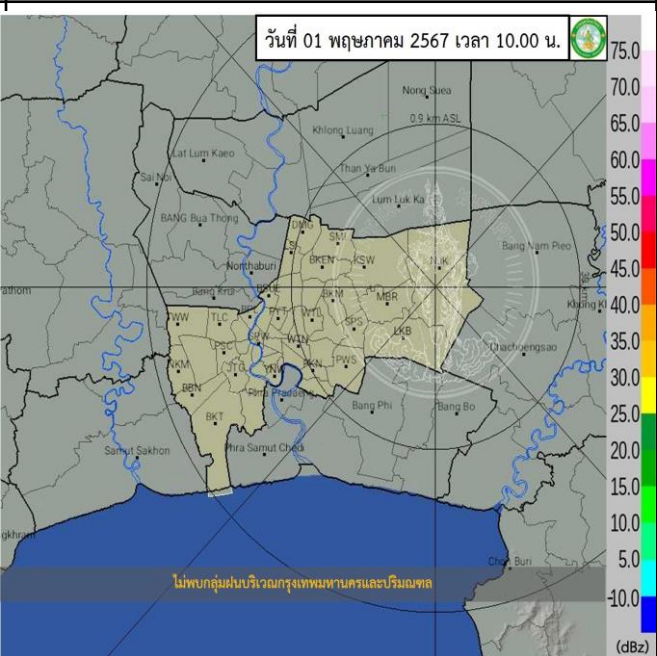 วันที่ 01 พฤษภาคม 2567 เวลา 10.00 น.
75.0
70.0
65.0
60.0
55.0
50.0
45.0
40.0
35.0
30.0
25.0
20.0
15.0
10.0
5.0
-10.0
(dBz)
Nong Suea
0.9 km ASL
Khlong Luang
Lat Lum Kaeo
Than Ya Buri
Sai Noi
Lum Luk Ka
BANG Bua Thong
DMG
SMI
Bang Nam Pieo
BKEN
KSW
NJK
Nonthaburi
Bang Krui
BKM
MBR
TWW
TLC
PYT
WTL
SPS
LKB
Chachoengsao
PSC
WTN
NKM
JTG
YNW
PKN
PWS
BBN
Phra Pradaeng
BKT
Bang Phi
Bang Bo
Samut Sakhon
Phra Samut Chedi
Chon Buri
ไม่พบกลุ่มฝนบริเวณกรุงเทพมหานครและปริมณฑล